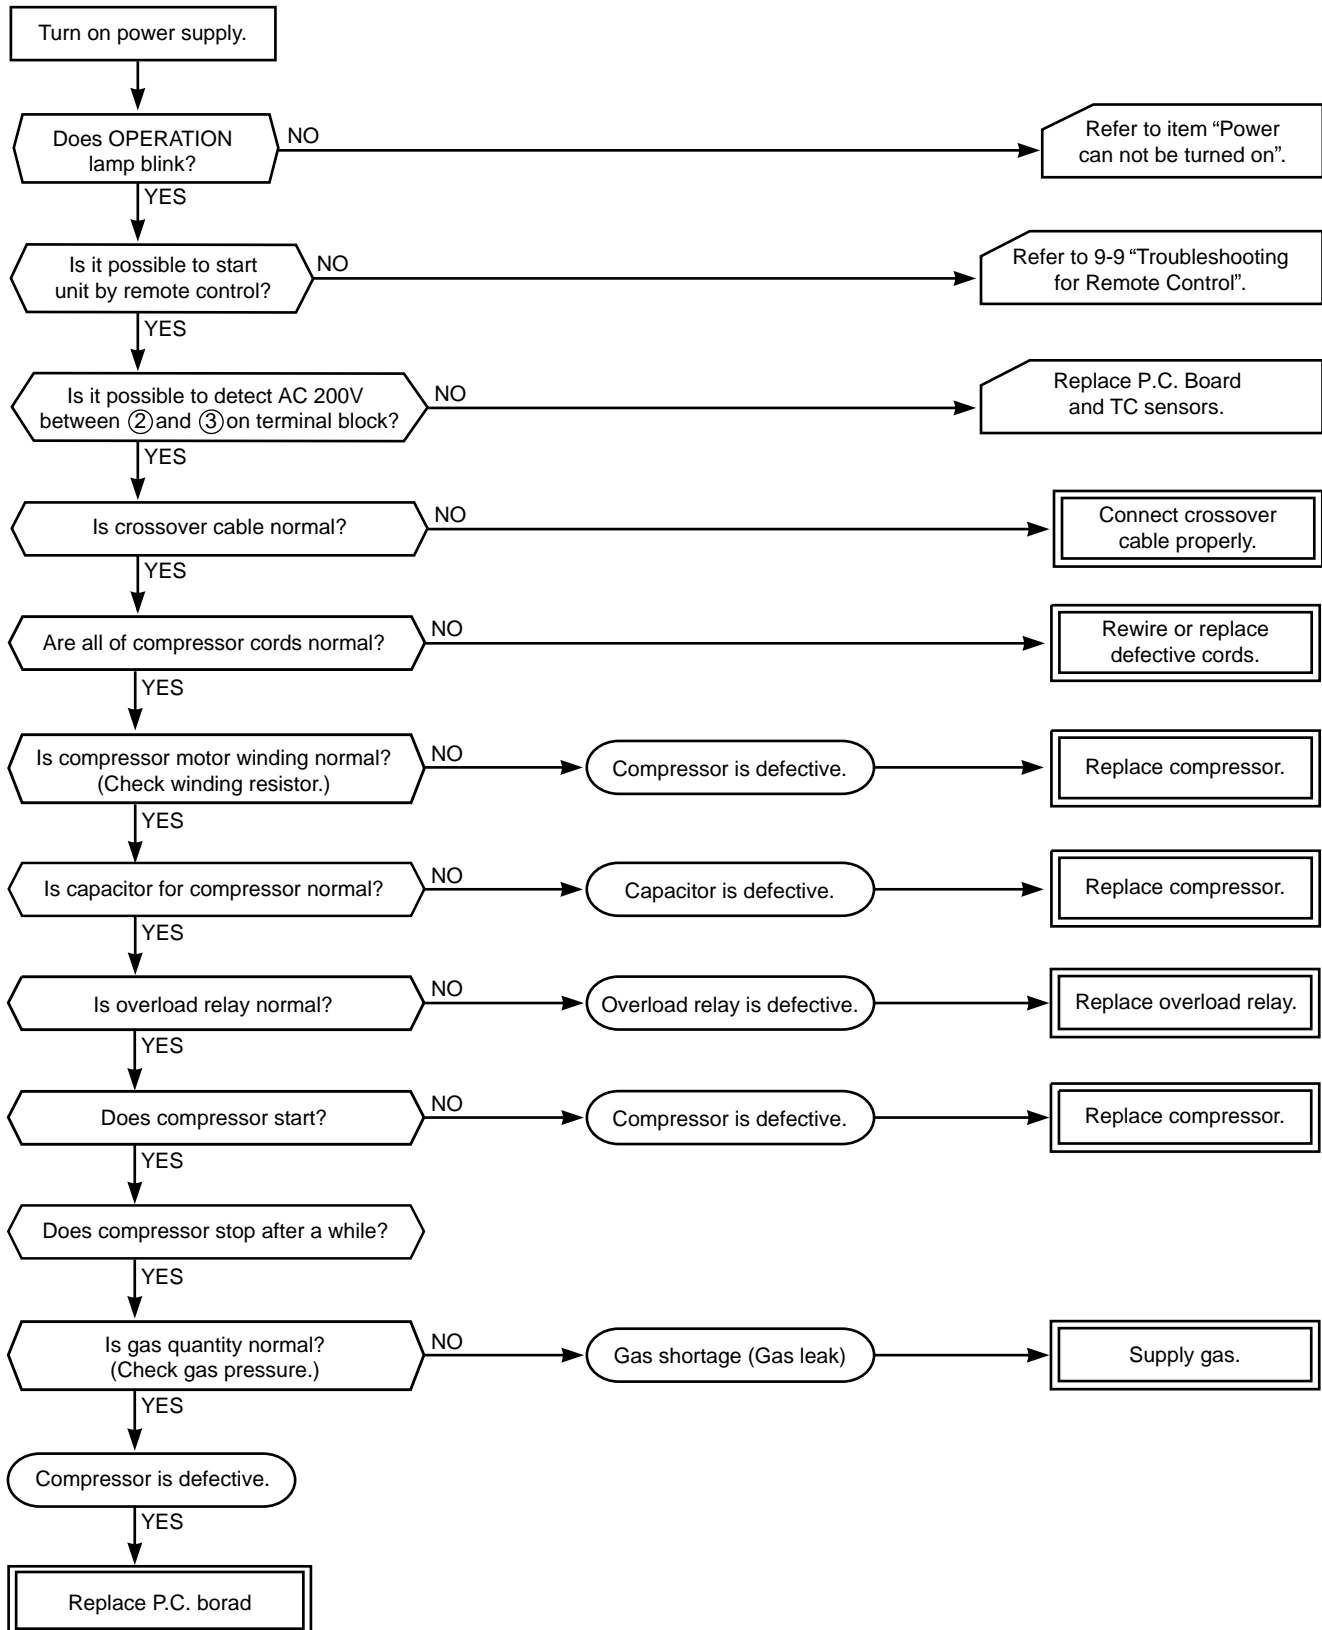 Turn on power supply.
Does OPERATION
lamp blink?
NO
Refer to item “Power
can not be turned on”.
YES
Is it possible to start
unit by remote control?
NO
Refer to 9-9 “Troubleshooting
for Remote Control”.
YES
Is it possible to detect AC 200V
between ② and ③ on terminal block?
NO
Replace P.C. Board
and TC sensors.
YES
Is crossover cable normal?
NO
Connect crossover
cable properly.
YES
Are all of compressor cords normal?
NO
Rewire or replace
defective cords.
YES
Is compressor motor winding normal?
(Check winding resistor.)
NO
Compressor is defective.
Replace compressor.
YES
Is capacitor for compressor normal?
NO
Capacitor is defective.
Replace compressor.
YES
Is overload relay normal?
NO
Overload relay is defective.
Replace overload relay.
YES
Does compressor start?
NO
Compressor is defective.
Replace compressor.
YES
Does compressor stop after a while?
YES
Is gas quantity normal?
(Check gas pressure.)
NO
Gas shortage (Gas leak)
Supply gas.
YES
Compressor is defective.
YES
Replace P.C. borad